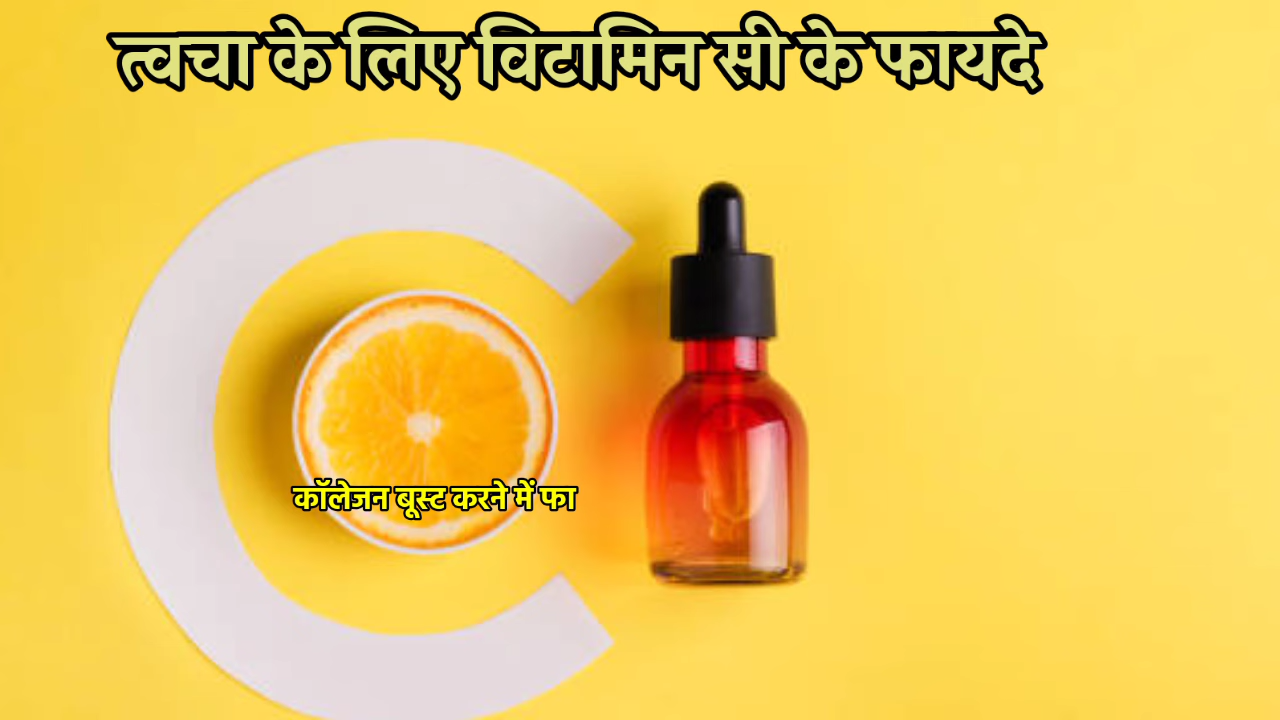 त्वचा के लिए विटामिन सी के फायदे
कॉलेजन बूस्ट करने में फा